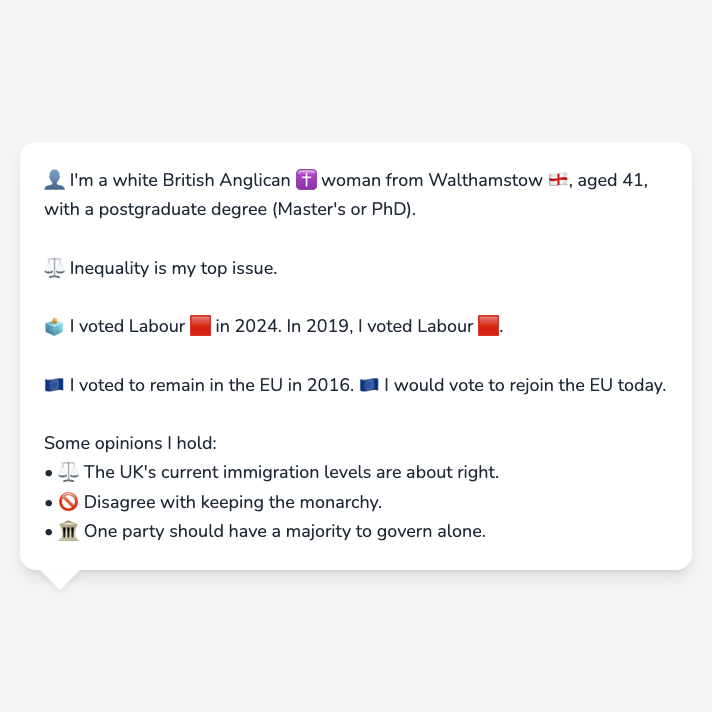 👤 I'm a white British Anglican ✝️ woman from Walthamstow 🏴󠁧󠁢󠁥󠁮󠁧󠁿, aged 41,
with a postgraduate degree (Master's or PhD).
⚖️ Inequality is my top issue.
🗳️ I voted Labour 🟥 in 2024. In 2019, I voted Labour 🟥.
🇪🇺 I voted to remain in the EU in 2016. 🇪🇺 I would vote to rejoin the EU today.
Some opinions I hold:
• ⚖️ The UK's current immigration levels are about right.
• 🚫 Disagree with keeping the monarchy.
• 🏛️ One party should have a majority to govern alone.